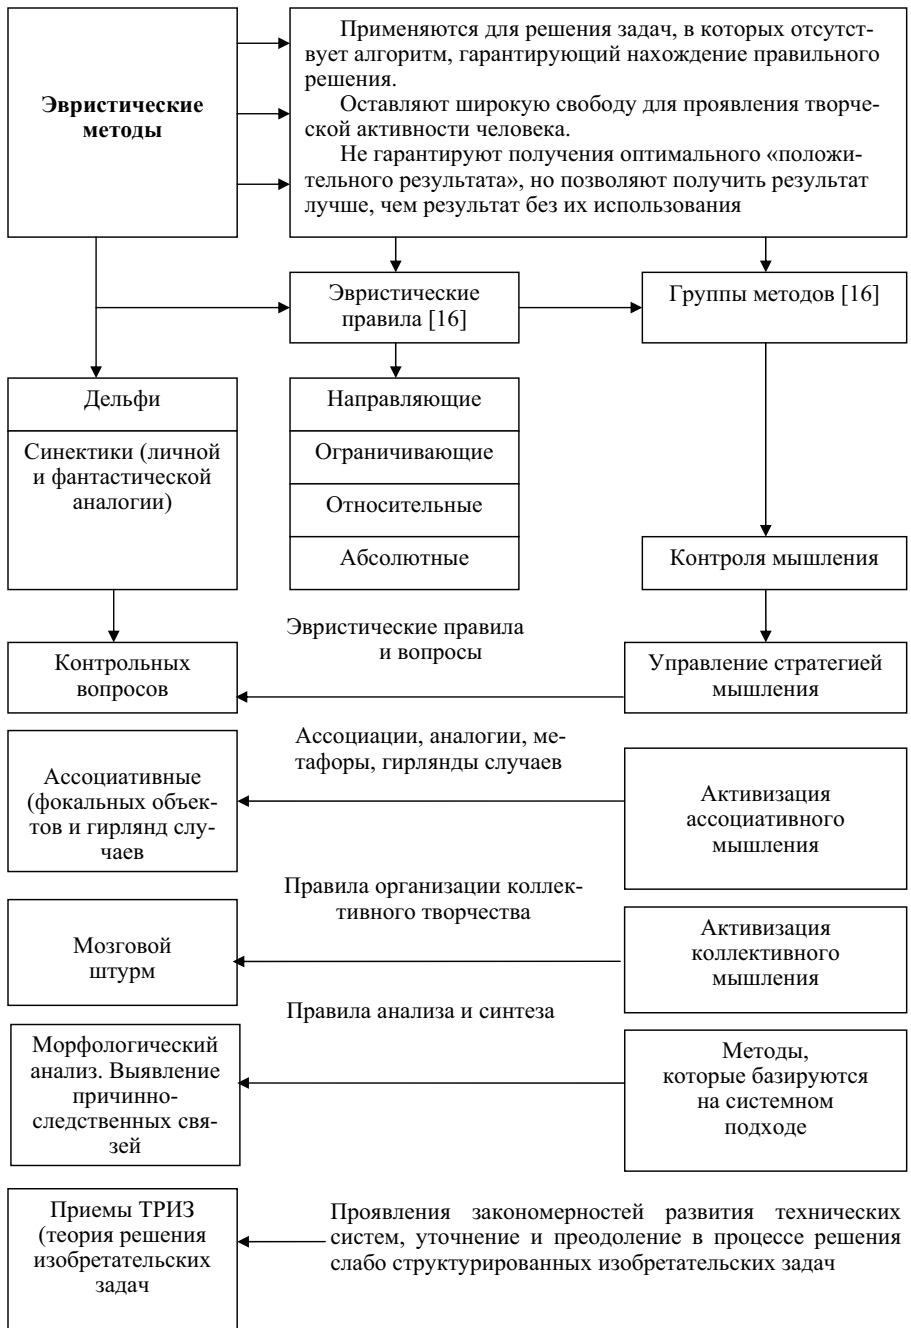 Эвристические
методы
Применяются для решения задач, в которых отсутст-
вует алгоритм, гарантирующий нахождение правильного
решения.
Оставляют широкую свободу для проявления творче-
ской активности человека.
Не гарантируют получения оптимального «положи-
тельного результата», но позволяют получить результат
лучше, чем результат без их использования
Эвристические
правила [16]
Группы методов [16]
Дельфи
Синектики (личной
и фантастической
аналогии)
Направляющие
Ограничивающие
Относительные
Абсолютные
Контроля мышления
Эвристические правила
и вопросы
Контрольных
вопросов
Управление стратегией
мышления
Ассоциации, аналогии, ме-
тафоры, гирлянды случаев
Ассоциативные
(фокальных объек-
тов и гирлянд слу-
чаев
Активизация
ассоциативного
мышления
Правила организации коллек-
тивного творчества
Мозговой
штурм
Активизация
коллективного
мышления
Правила анализа и синтеза
Морфологический
анализ. Выявление
причинно-
следственных свя-
зей
Методы,
которые базируются
на системном
подходе
Приемы ТРИЗ
(теория решения
изобретательских
задач
Проявления закономерностей развития технических
систем, уточнение и преодоление в процессе решения
слабо структурированных изобретательских задач